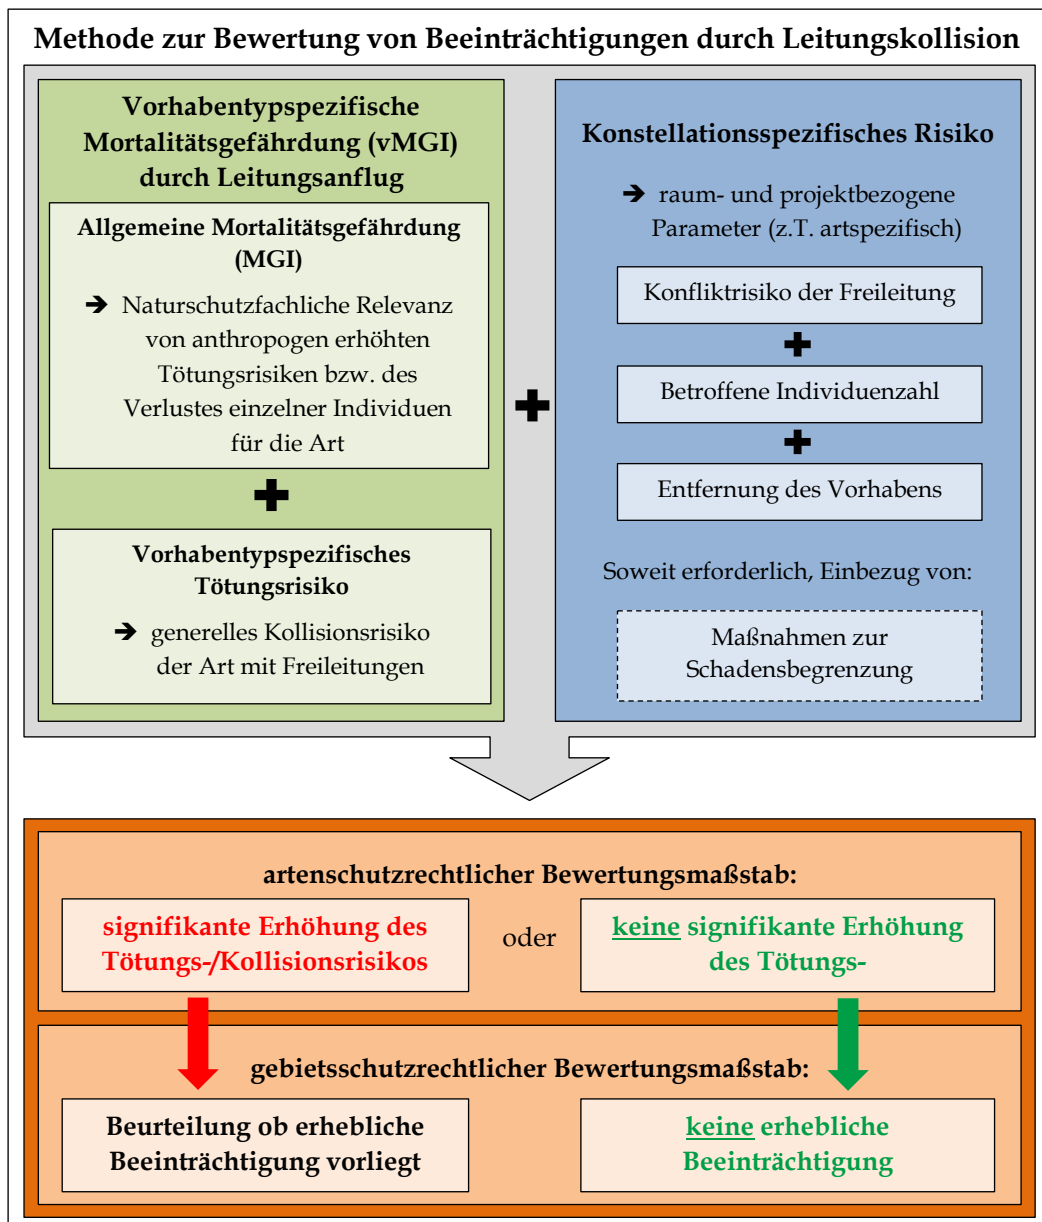 Methode zur Bewertung von Beeinträchtigungen durch Leitungskollision
Vorhabentypspezifische
Mortalitätsgefährdung (vMGI)
durch Leitungsanflug
Allgemeine Mortalitätsgefährdung
(MGI)
➔ Naturschutzfachliche Relevanz
von anthropogen erhöhten
Tötungsrisiken bzw. des
Verlustes einzelner Individuen
für die Art
+
Vorhabentypspezifisches
Tötungsrisiko
➔ generelles Kollisionsrisiko
der Art mit Freileitungen
+
Konstellationsspezifisches Risiko
➔ raum- und projektbezogene
Parameter (z.T. artspezifisch)
Konfliktrisiko der Freileitung
+
Betroffene Individuenzahl
+
Entfernung des Vorhabens
Soweit erforderlich, Einbezug von:
Maßnahmen zur
Schadensbegrenzung
artenschutzrechtlicher Bewertungsmaßstab:
signifikante Erhöhung des
Tötungs-/Kollisionsrisikos
oder
keine signifikante Erhöhung
des Tötungs-
gebietsschutzrechtlicher Bewertungsmaßstab:
Beurteilung ob erhebliche
Beeinträchtigung vorliegt
keine erhebliche
Beeinträchtigung